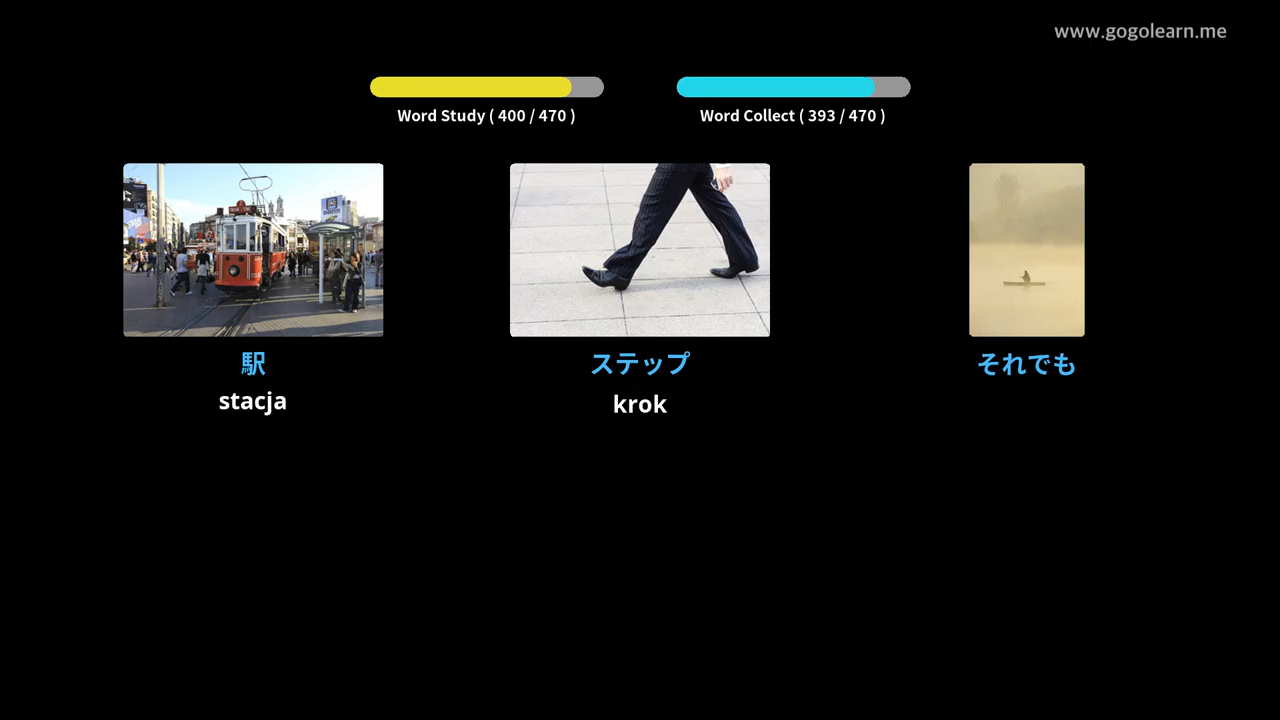 www.gogolearn.me
Word Study ( 400 / 470 )
Word Collect ( 393 / 470 )
駅
stacja
ステップ
krok
それでも